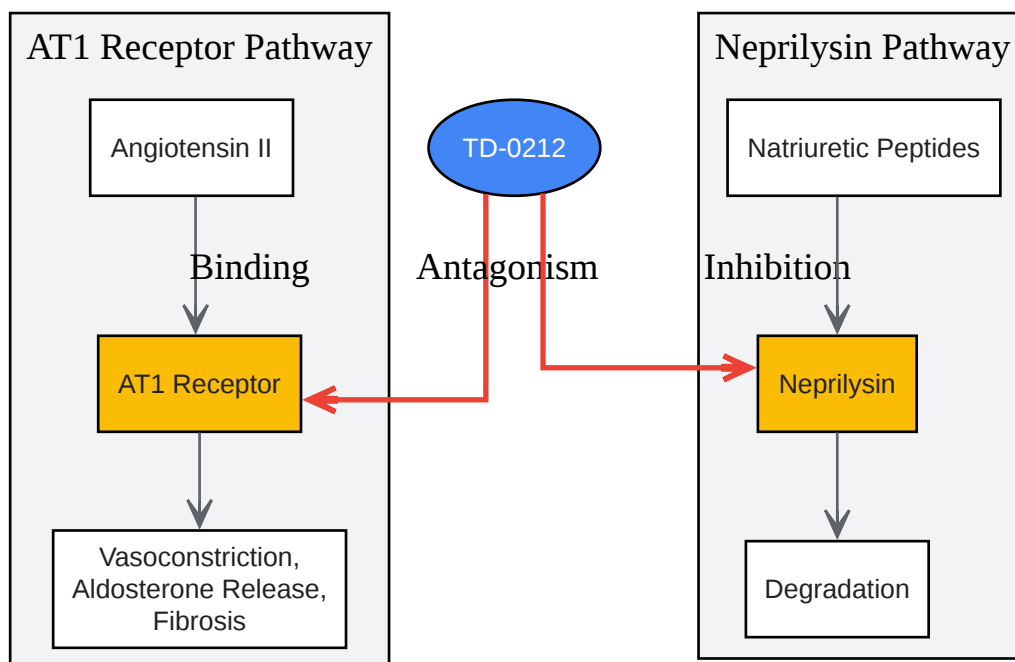 AT1 Receptor Pathway
Neprilysin Pathway
Angiotensin II
TD-0212
Natriuretic Peptides
Binding
Antagonism
Inhibition
AT1 Receptor
Neprilysin
Vasoconstriction,
Aldosterone Release,
Fibrosis
Degradation